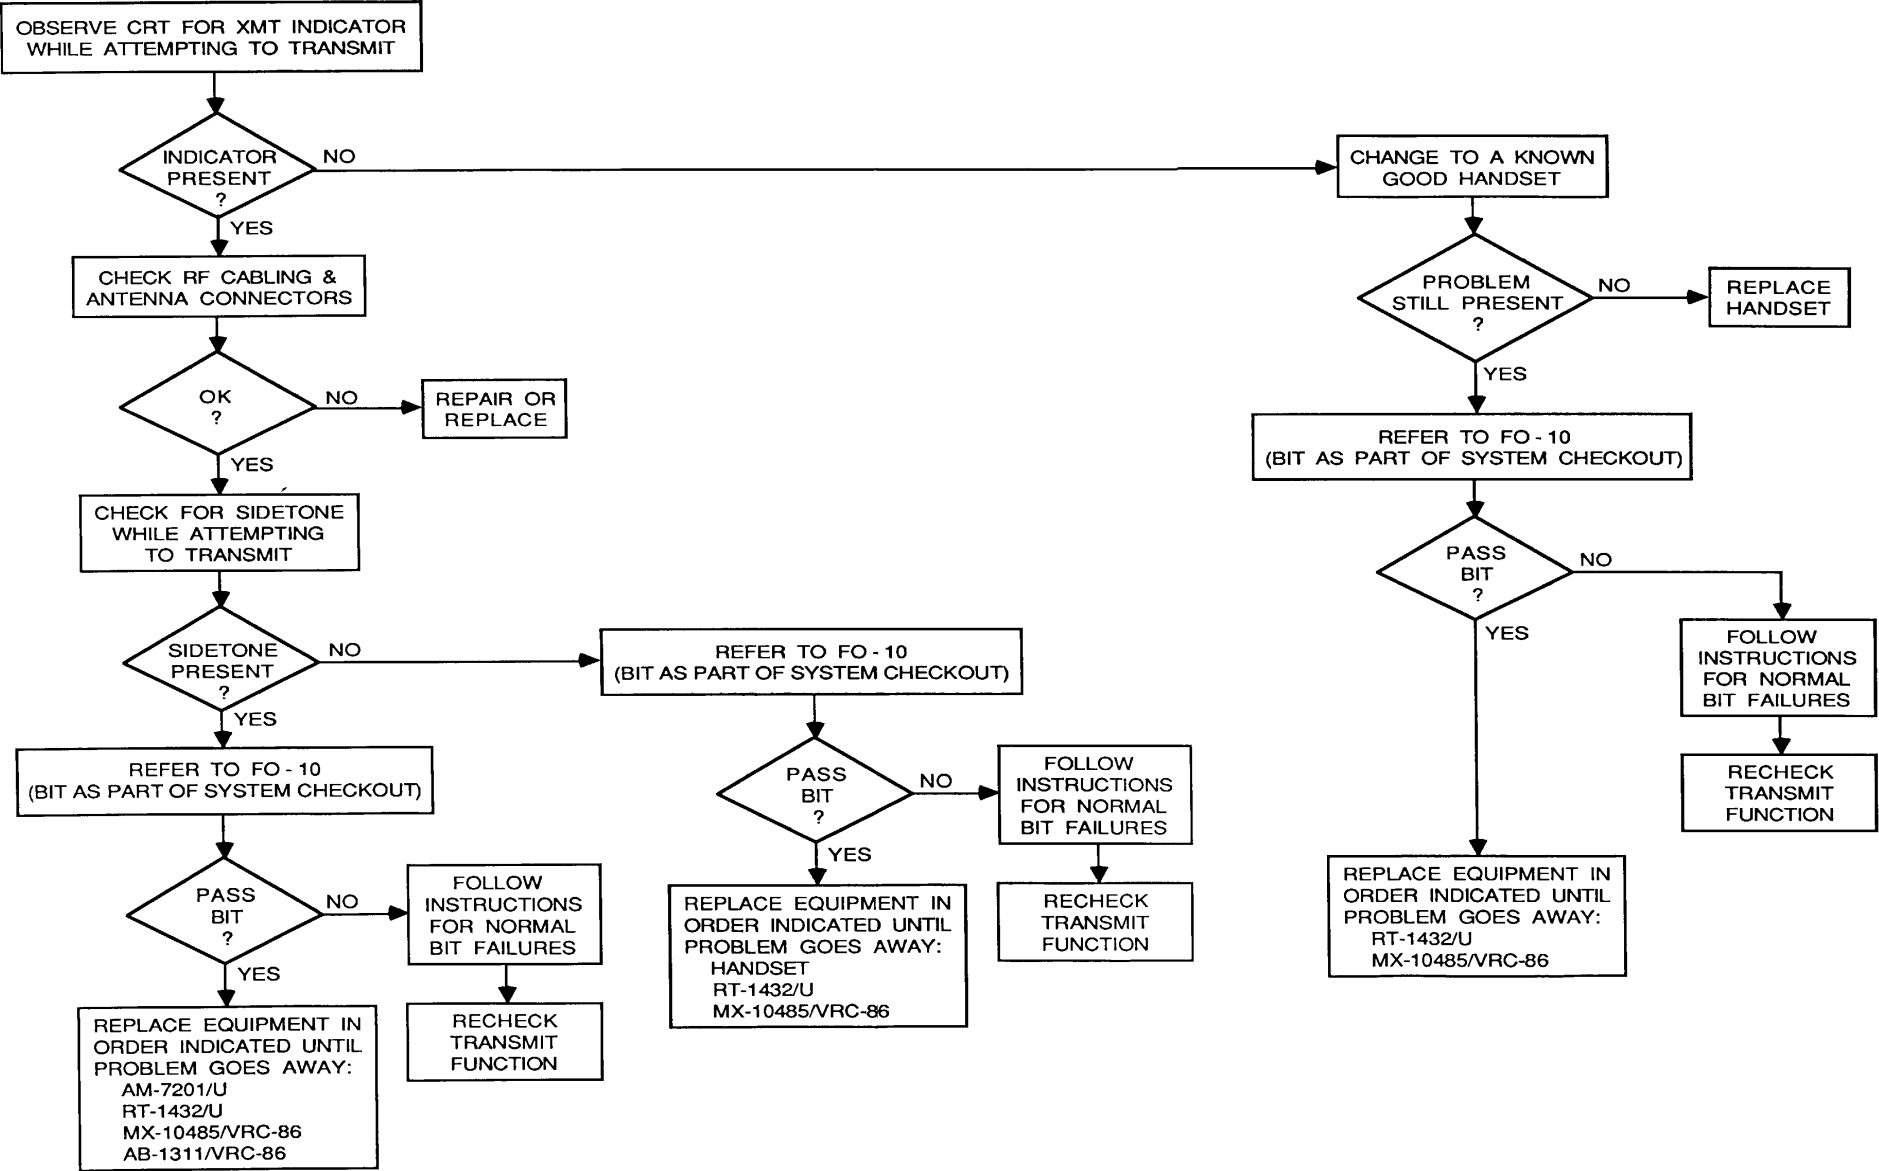 OBSERVE CRT FOR XMT INDICATOR
WHILE ATTEMPTING TO TRANSMIT
INDICATOR
PRESENT
?
NO
YES
CHECK RF CABLING &
ANTENNA CONNECTORS
OK
?
NO
REPAIR OR
REPLACE
YES
CHECK FOR SIDETONE
WHILE ATTEMPTING
TO TRANSMIT
SIDETONE
PRESENT
?
NO
YES
REFER TO FO - 10
(BIT AS PART OF SYSTEM CHECKOUT)
PASS
BIT
?
NO
FOLLOW
INSTRUCTIONS
FOR NORMAL
BIT FAILURES
RECHECK
TRANSMIT
FUNCTION
YES
REPLACE EQUIPMENT IN
ORDER INDICATED UNTIL
PROBLEM GOES AWAY:
AM-7201/U
RT-1432/U
MX-10485/VRC-86
AB-1311/VRC-86
REFER TO FO - 10
(BIT AS PART OF SYSTEM CHECKOUT)
PASS
BIT
?
NO
FOLLOW
INSTRUCTIONS
FOR NORMAL
BIT FAILURES
RECHECK
TRANSMIT
FUNCTION
YES
REPLACE EQUIPMENT IN
ORDER INDICATED UNTIL
PROBLEM GOES AWAY:
HANDSET
RT-1432/U
MX-10485/VRC-86
CHANGE TO A KNOWN
GOOD HANDSET
PROBLEM
STILL PRESENT
?
NO
REPLACE
HANDSET
YES
REFER TO FO - 10
(BIT AS PART OF SYSTEM CHECKOUT)
PASS
BIT
?
NO
FOLLOW
INSTRUCTIONS
FOR NORMAL
BIT FAILURES
RECHECK
TRANSMIT
FUNCTION
YES
REPLACE EQUIPMENT IN
ORDER INDICATED UNTIL
PROBLEM GOES AWAY:
RT-1432/U
MX-10485/VRC-86